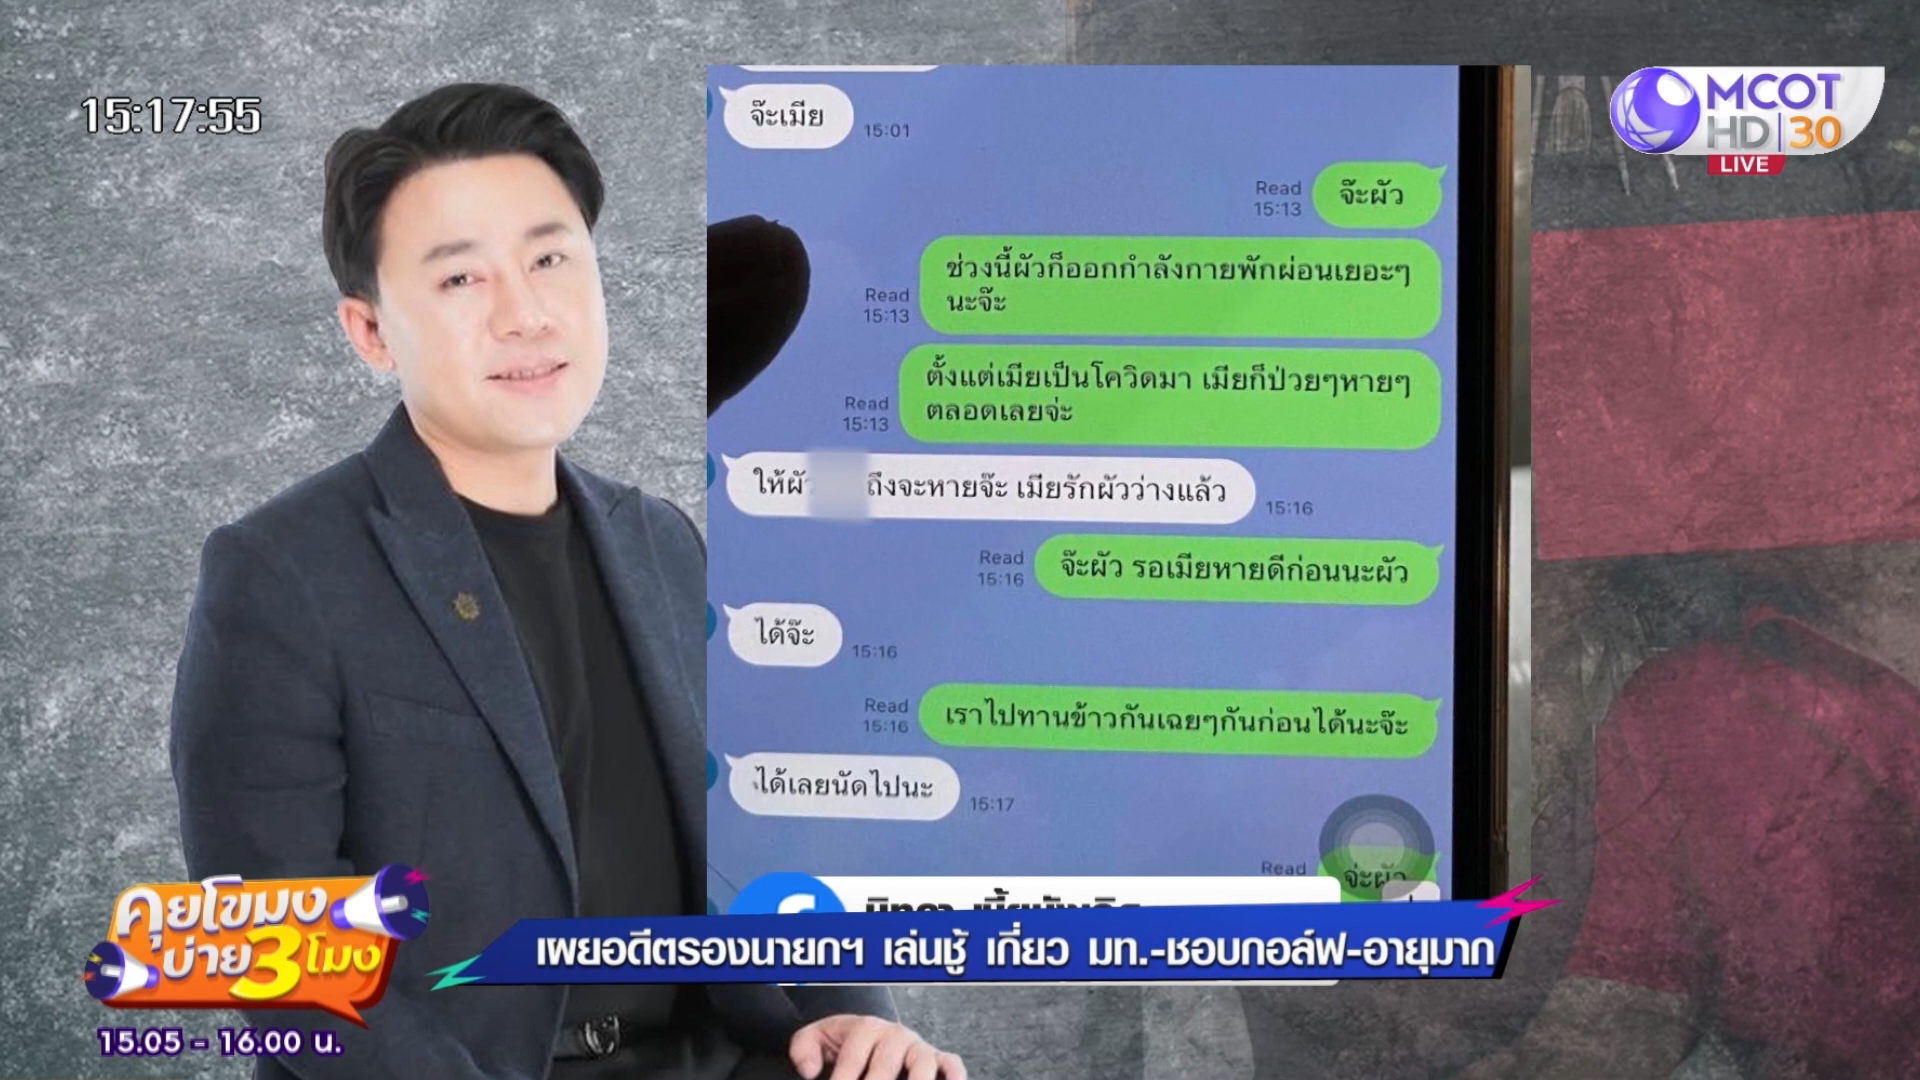 15:17:55
MCOT
HD 30
LIVE
จ๊ะเมีย
15:01
จ๊ะผัว
Read
15:13
ช่วงนี้ผัวก็ออกกำลังกายพักผ่อนเยอะๆ
นะจ๊ะ
Read
15:13
ตั้งแต่เมียเป็นโควิดมา เมียก็ป่วยๆหายๆ
ตลอดเลยจ่ะ
Read
15:13
ให้ผั ถึงจะหายจ๊ะ เมียรักผัวว่างแล้ว
15:16
จ๊ะผัว รอเมียหายดีก่อนนะผัว
Read
15:16
ได้จ๊ะ
15:16
เราไปทานข้าวกันเฉยๆกันก่อนได้นะจ๊ะ
Read
15:16
ได้เลยนัดไปนะ
15:17
Read
จ่ะผัว
คุยโขมง
บ่าย 3 โมง
เผยอดีตรองนายกฯ เล่นชู้ เกี่ยว มท.-ชอบกอล์ฟ-อายุมาก
15.05 - 16.00 น.